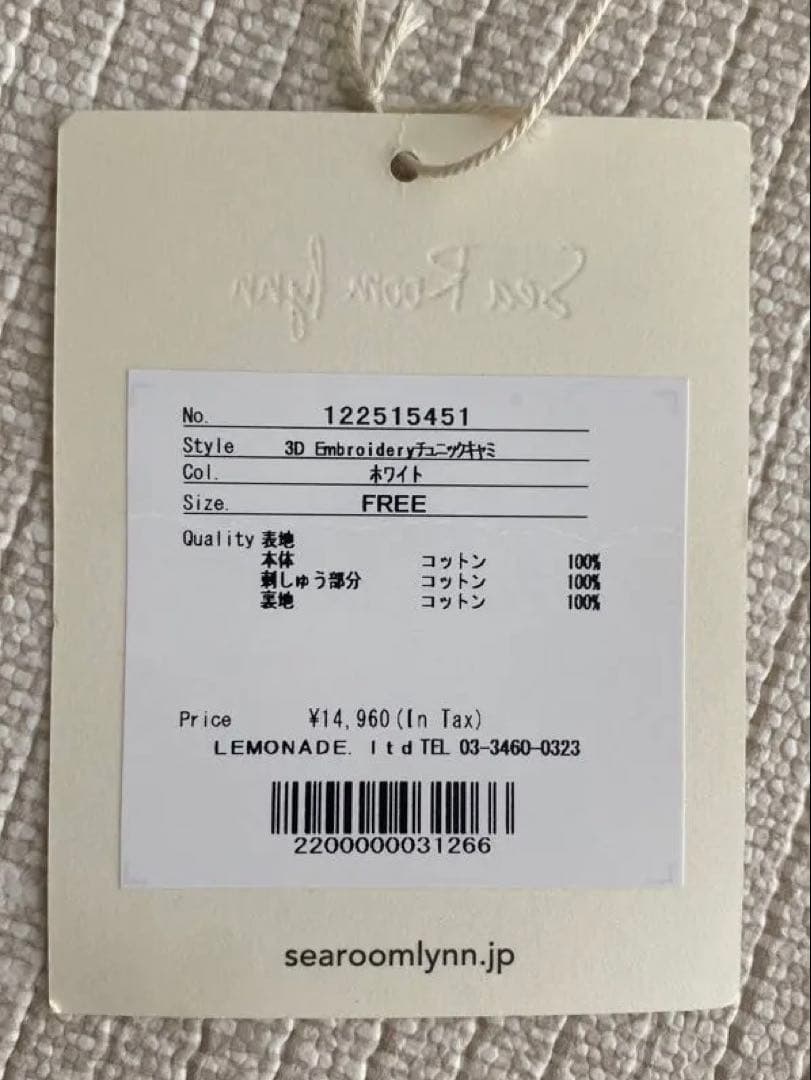 Sea Room lynn
No. 122515451
Style 3D Embroideryチュニックキャミ
Col. ホワイト
Size. FREE
Quality 表地
本体 コットン 100%
刺しゅう部分 コットン 100%
裏地 コットン 100%
Price ¥14,960(In Tax)
LEMONADE. ltd TEL 03-3460-0323
2200000031266
searoomlynn.jp